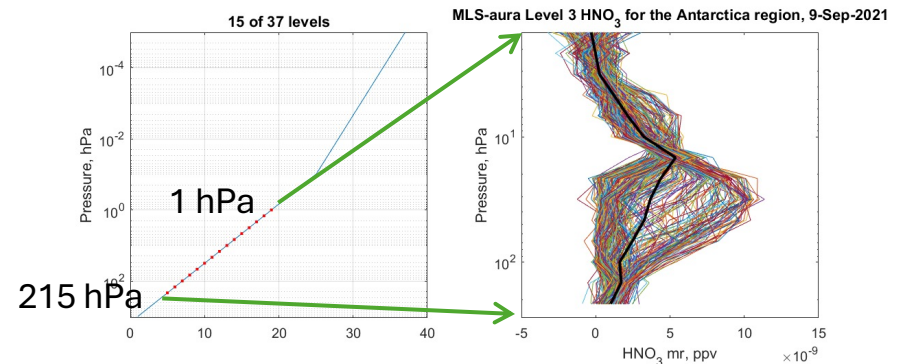 15 of 37 levels
MLS-aura Level 3 HNO3 for the Antarctica region, 9-Sep-2021
10^-4
10^-2
10^0
10^2
Pressure, hPa
1 hPa
215 hPa
0 10 20 30 40
10^1
10^2
Pressure, hPa
-5 0 5 10 15
HNO3 mr, ppv
×10^-9